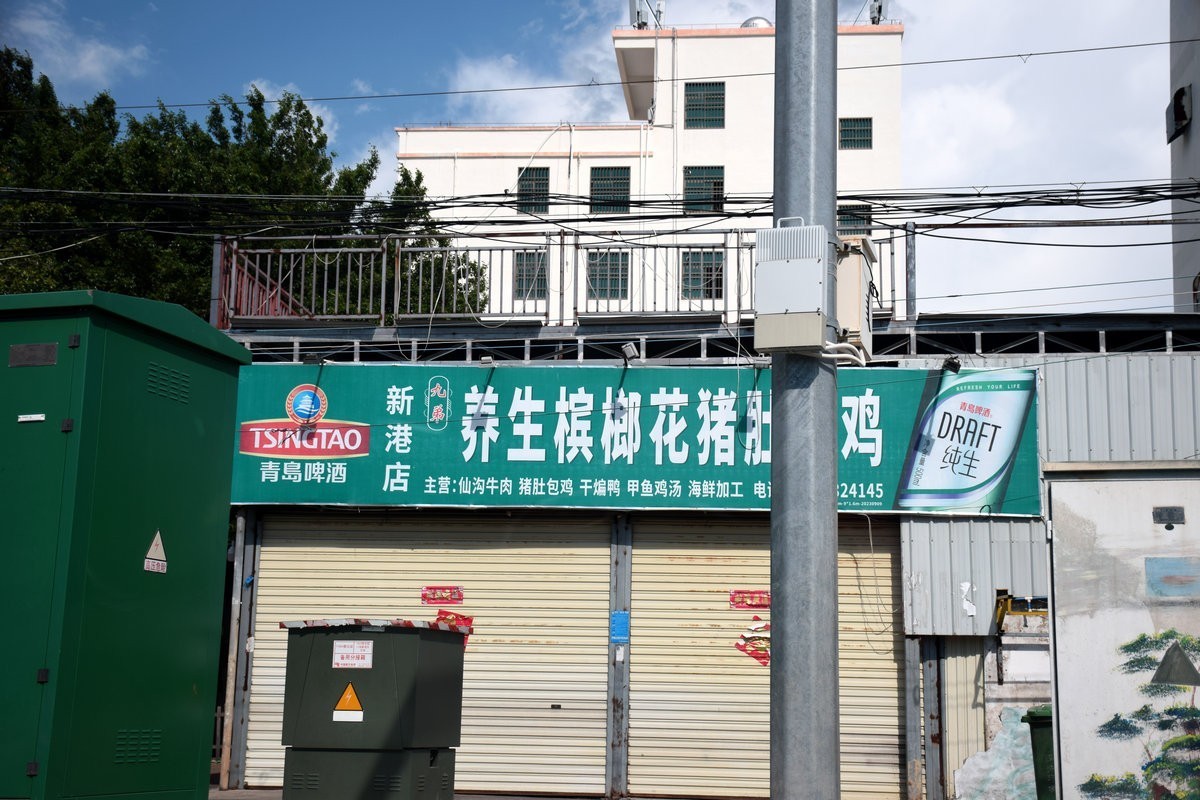 TSINGTAO
青島啤酒
新港店
九弟
养生槟榔花猪肚 鸡
主营:仙沟牛肉 猪肚包鸡 干煸鸭 甲鱼鸡汤 海鲜加工 电
824145
REFRESH YOUR LIFE
青島啤酒
DRAFT
纯生